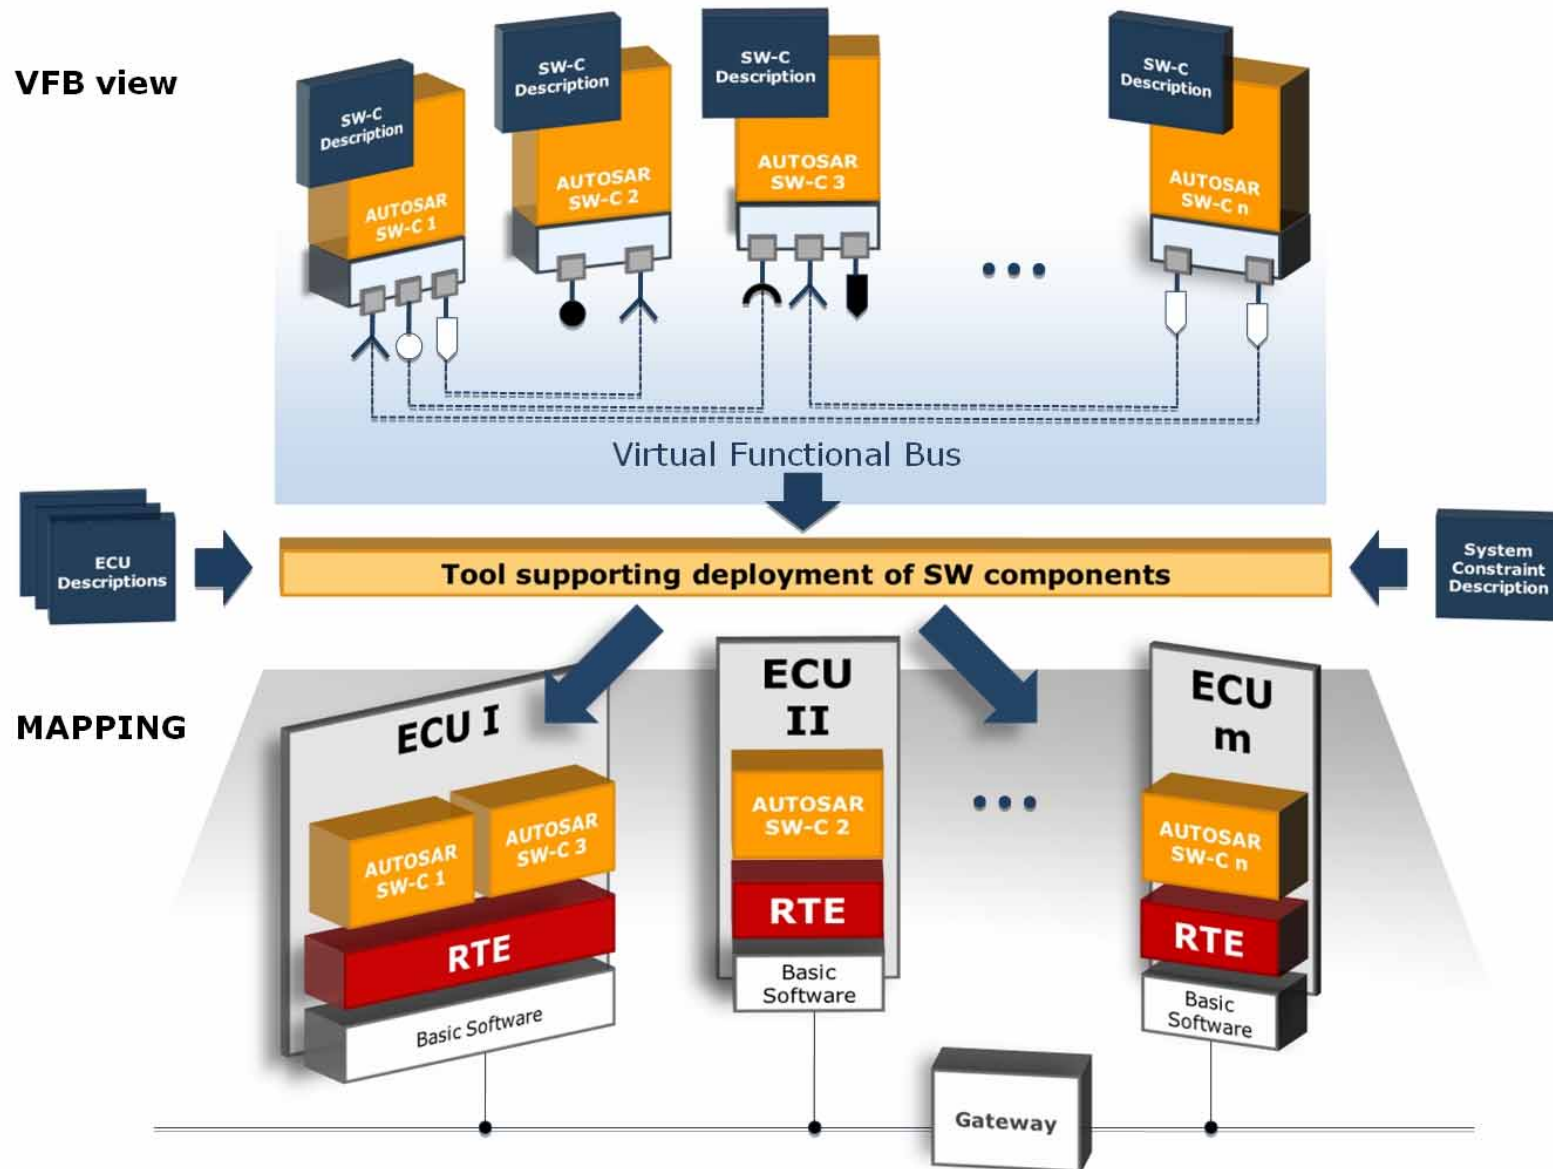 VFB view
SW-C
Description
AUTOSAR
SW-C 1
SW-C
Description
AUTOSAR
SW-C 2
SW-C
Description
AUTOSAR
SW-C 3
SW-C
Description
AUTOSAR
SW-C n
Virtual Functional Bus
ECU
Descriptions
Tool supporting deployment of SW components
System
Constraint
Description
MAPPING
ECU I
AUTOSAR
SW-C 1
AUTOSAR
SW-C 3
RTE
Basic Software
ECU
II
AUTOSAR
SW-C 2
RTE
Basic
Software
ECU
m
AUTOSAR
SW-C n
RTE
Basic
Software
Gateway